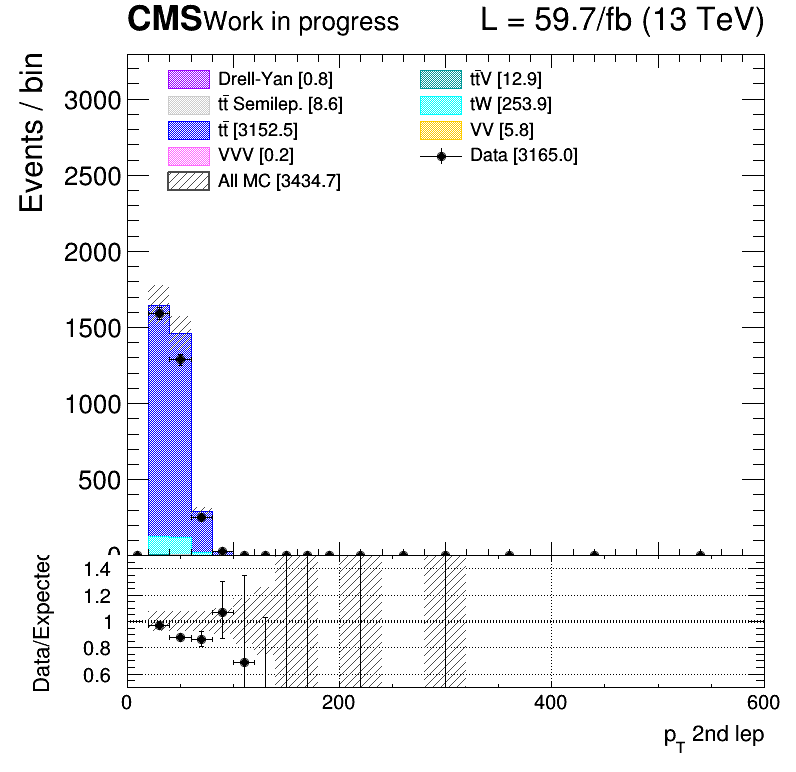 CMS Work in progress L = 59.7/fb (13 TeV)
Events / bin
Drell-Yan [0.8]
tt̄ Semilep. [8.6]
tt̄ [3152.5]
VVV [0.2]
All MC [3434.7]
tt̄V [12.9]
tW [253.9]
VV [5.8]
Data [3165.0]
3000
2500
2000
1500
1000
500
0
Data/Expected
1.4
1.2
1
0.8
0.6
0 200 400 600
p_T 2nd lep